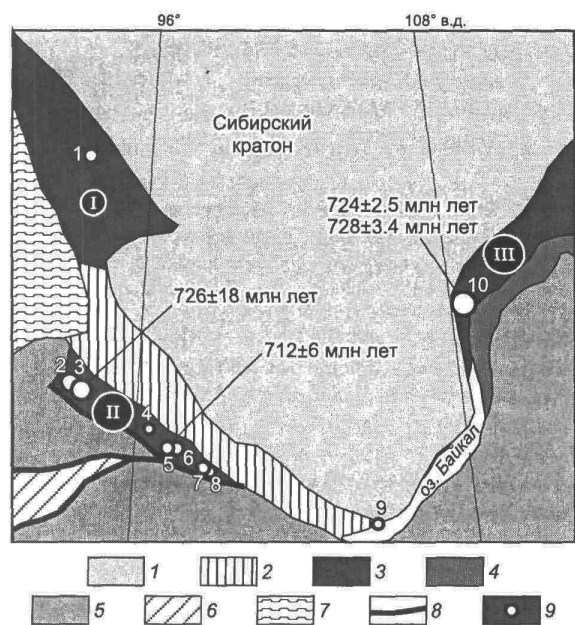 96°
108° в.д.
Сибирский
кратон
1
I
724±2.5 млн лет
728±3.4 млн лет
III
10
726±18 млн лет
712±6 млн лет
2
3
II
4
5
6
7
8
9
оз. Байкал
1
2
3
4
5
6
7
8
9